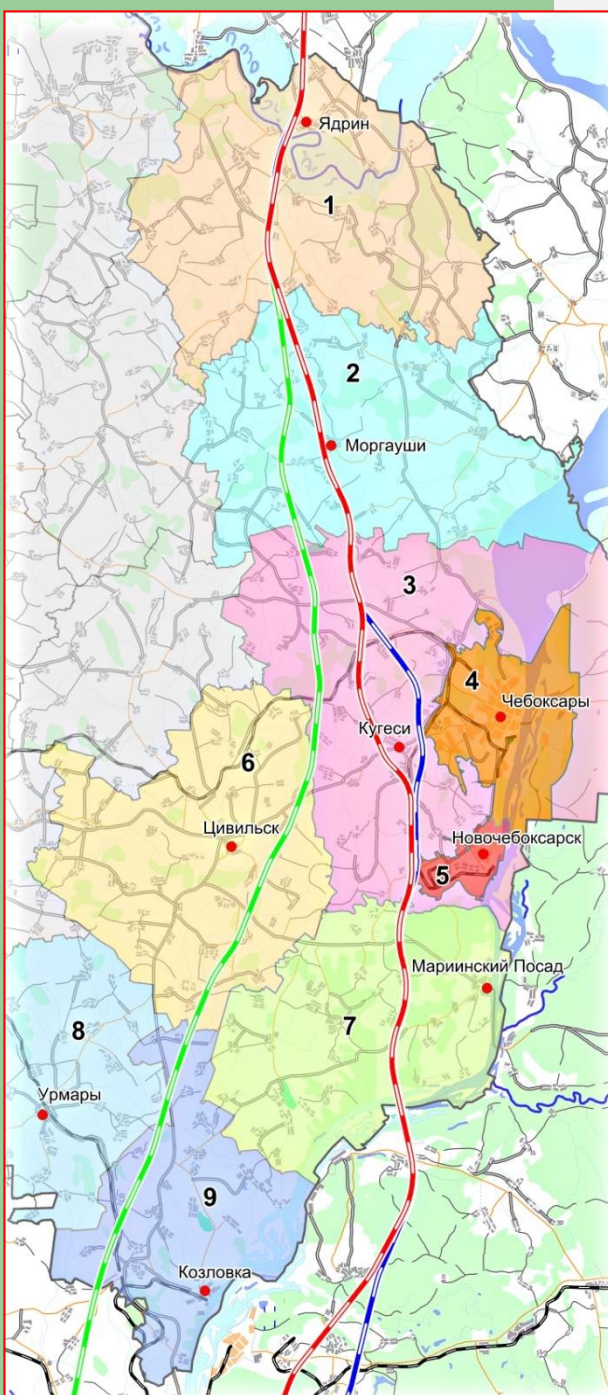 Ядрин
1
2
Моргауши
3
4
Чебоксары
Кугеси
6
Цивильск
Новочебоксарск
5
Мариинский Посад
7
8
Урмары
9
Козловка